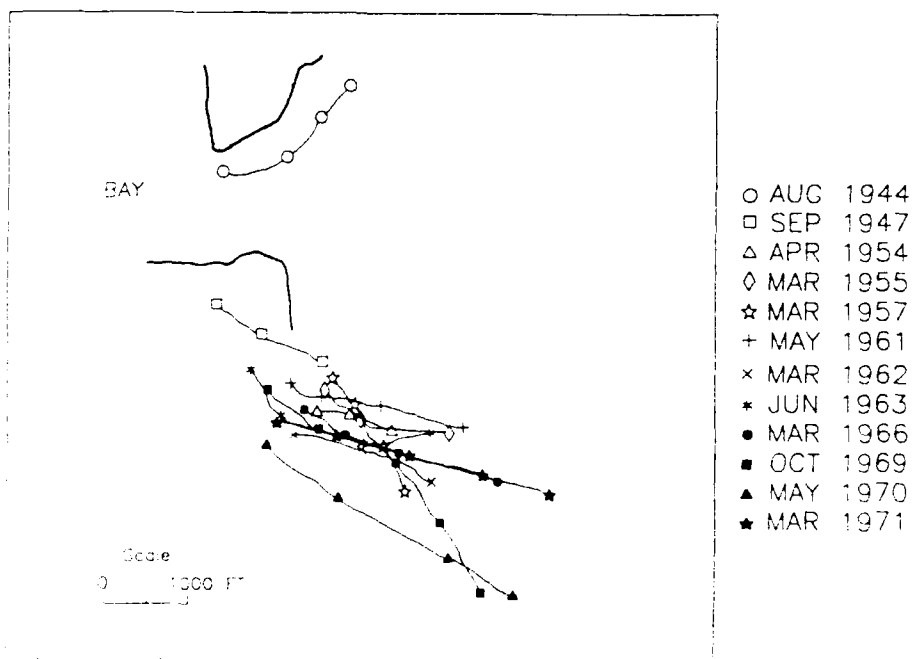 BAY
Scale
0 1000 FT
○ AUG 1944
□ SEP 1947
△ APR 1954
◊ MAR 1955
☆ MAR 1957
+ MAY 1961
× MAR 1962
✶ JUN 1963
● MAR 1966
■ OCT 1969
▲ MAY 1970
★ MAR 1971